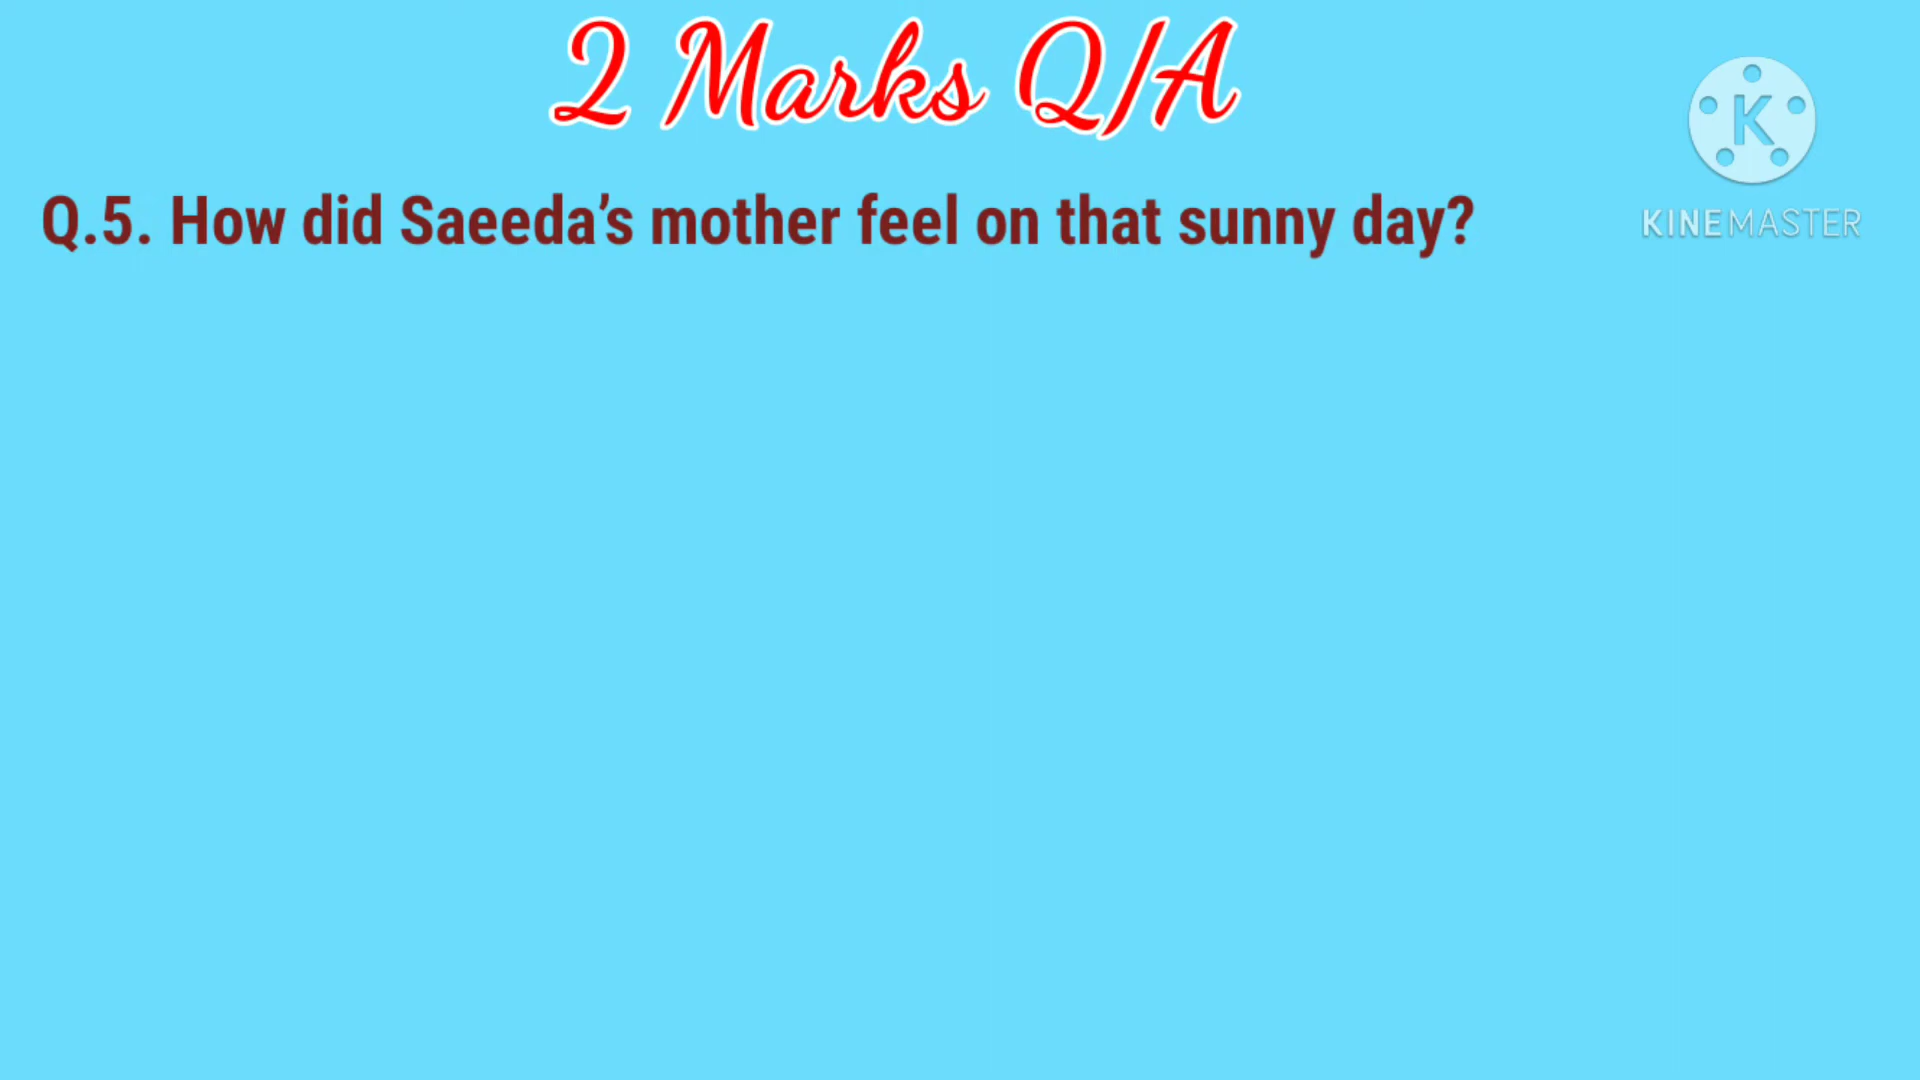 2 Marks Q/A
K
KINEMASTER
Q.5. How did Saeeda’s mother feel on that sunny day?